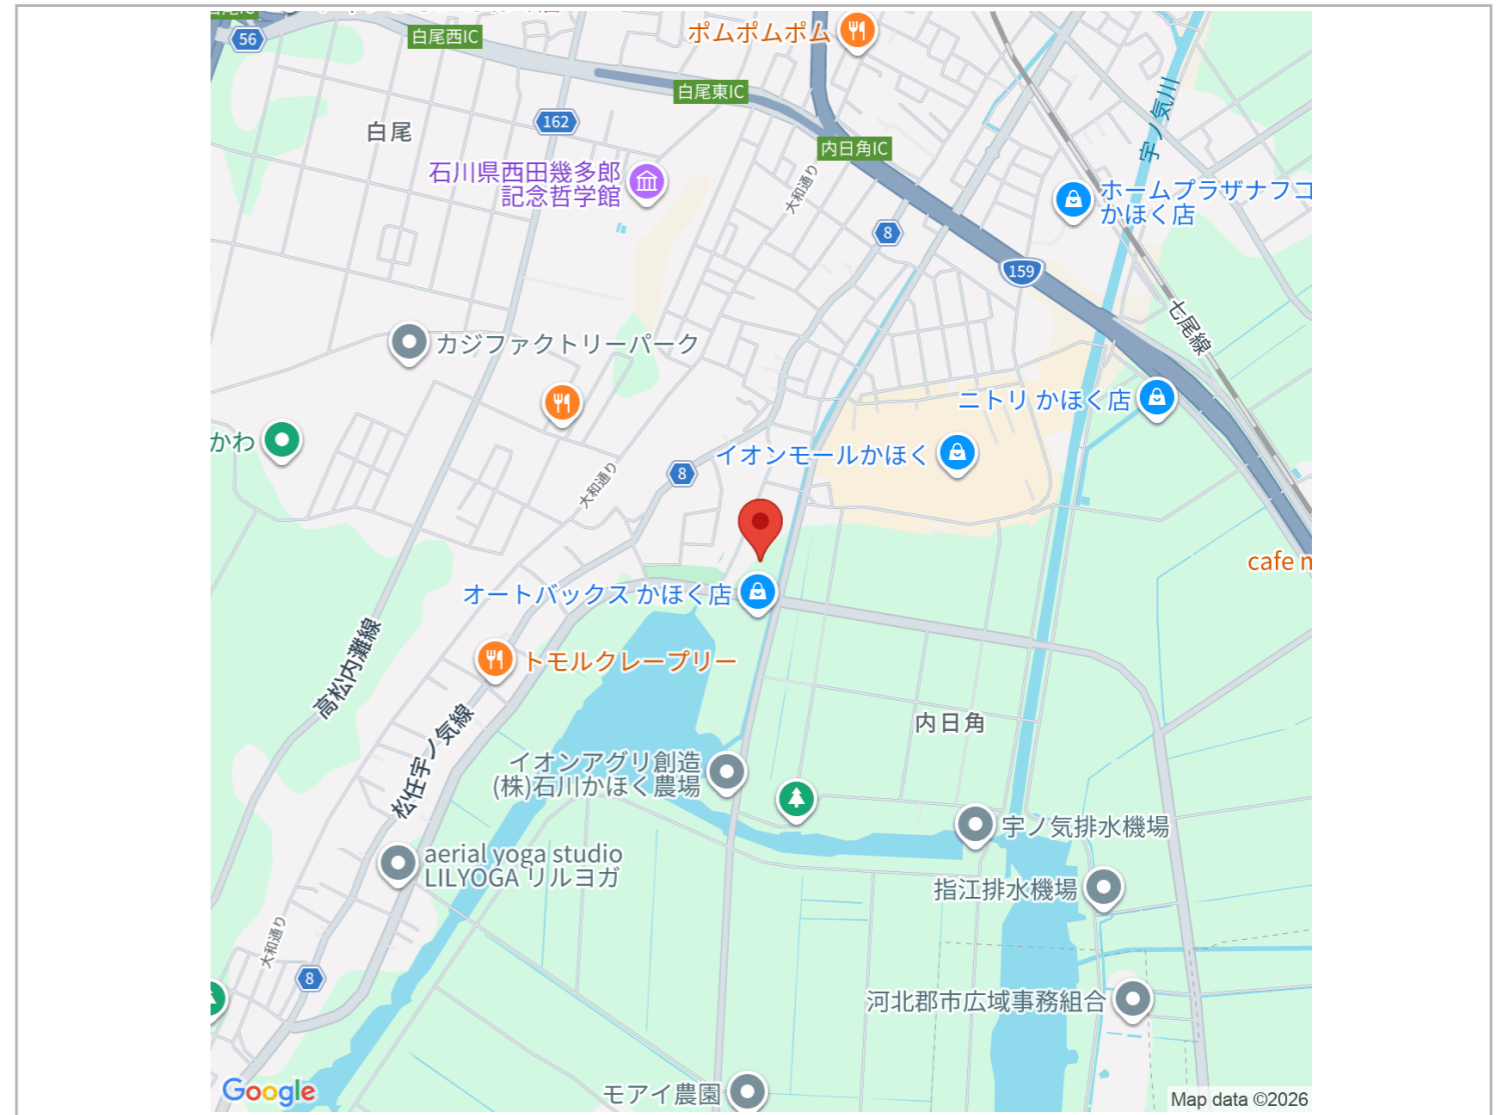 56
白尾西IC
ポムポムポム
白尾東IC
162
白尾
内日角IC
宇ノ気川
石川県西田幾多郎
記念哲学館
大和通り
ホームプラザナフコ
かほく店
8
159
七尾線
カジファクトリーパーク
ニトリ かほく店
かわ
イオンモールかほく
8
大和通り
cafe
オートバックス かほく店
トモルクレープリー
高松内灘線
内日角
松任宇ノ気線
イオンアグリ創造
(株)石川かほく農場
宇ノ気排水機場
aerial yoga studio
LILYOGA リルヨガ
指江排水機場
大和通り
8
河北郡市広域事務組合
モアイ農園
Google
Map data ©2026